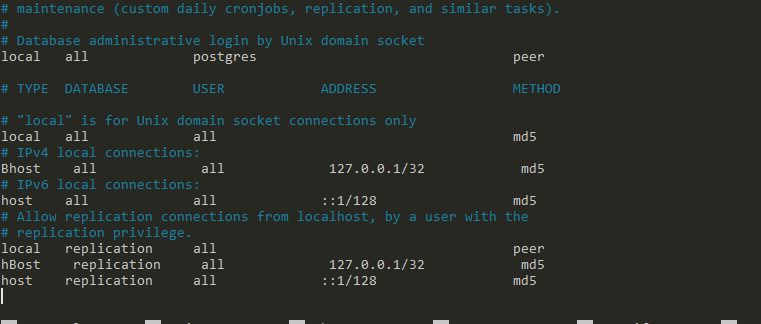 # maintenance (custom daily cronjobs, replication, and similar tasks).
#
# Database administrative login by Unix domain socket
local   all             postgres                                peer
# TYPE  DATABASE        USER            ADDRESS                 METHOD
# "local" is for Unix domain socket connections only
local   all             all                                     md5
# IPv4 local connections:
Bhost    all             all             127.0.0.1/32            md5
# IPv6 local connections:
host    all             all             ::1/128                 md5
# Allow replication connections from localhost, by a user with the
# replication privilege.
local   replication     all                                     peer
hBost    replication     all             127.0.0.1/32            md5
host    replication     all             ::1/128                 md5